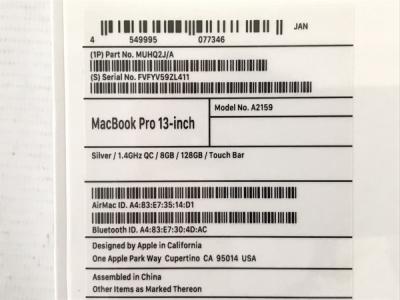 JAN
4 549995 077346
(1P) Part No. MUHQ2J/A
(S) Serial No. FVFYV59ZL411
Model No. A2159
MacBook Pro 13-inch
Silver / 1.4GHz QC / 8GB / 128GB / Touch Bar
AirMac ID. A4:83:E7:35:14:D1
Bluetooth ID. A4:83:E7:30:4D:AC
Designed by Apple in California
One Apple Park Way Cupertino CA 95014 USA
Assembled in China
Other Items as Marked Thereon